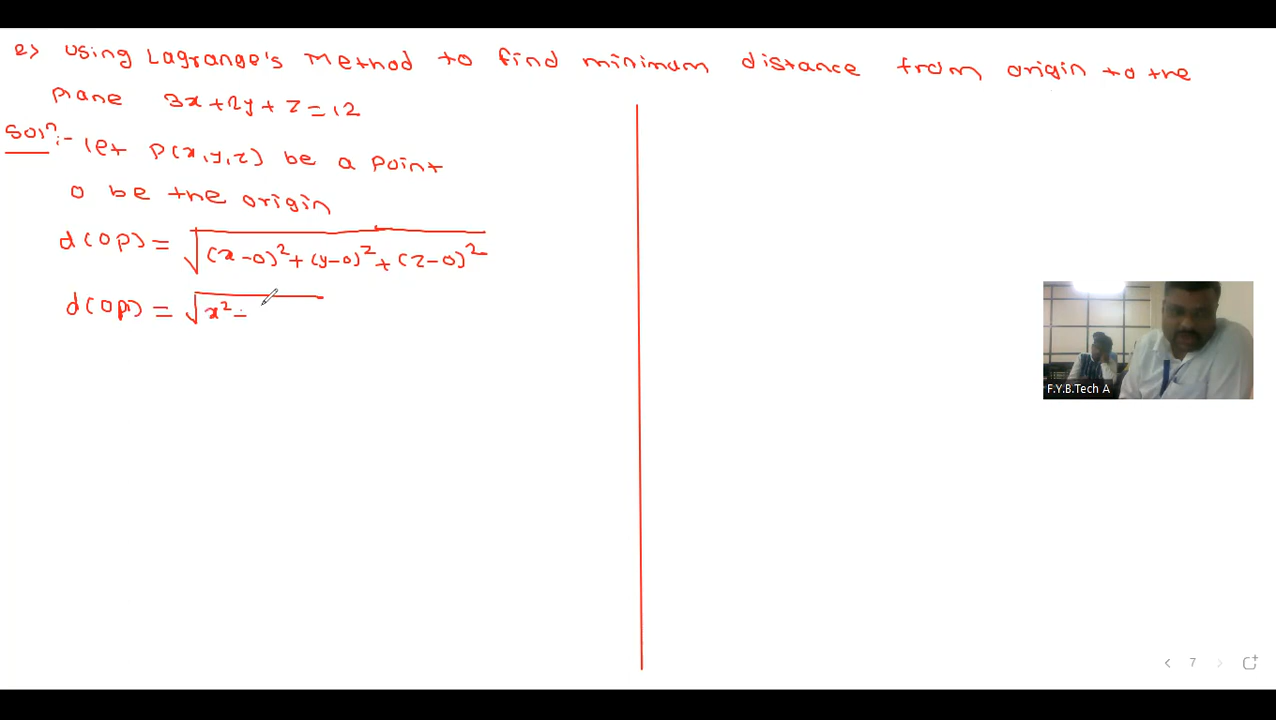 2) Using Lagrange's Method to find minimum distance from origin to the
plane 3x+2y+z=12
Solⁿ:- let P(x,y,z) be a point
O be the origin
d(OP) = √(x-0)²+(y-0)²+(z-0)²
d(OP) = √x²-
F.Y.B.Tech A
7